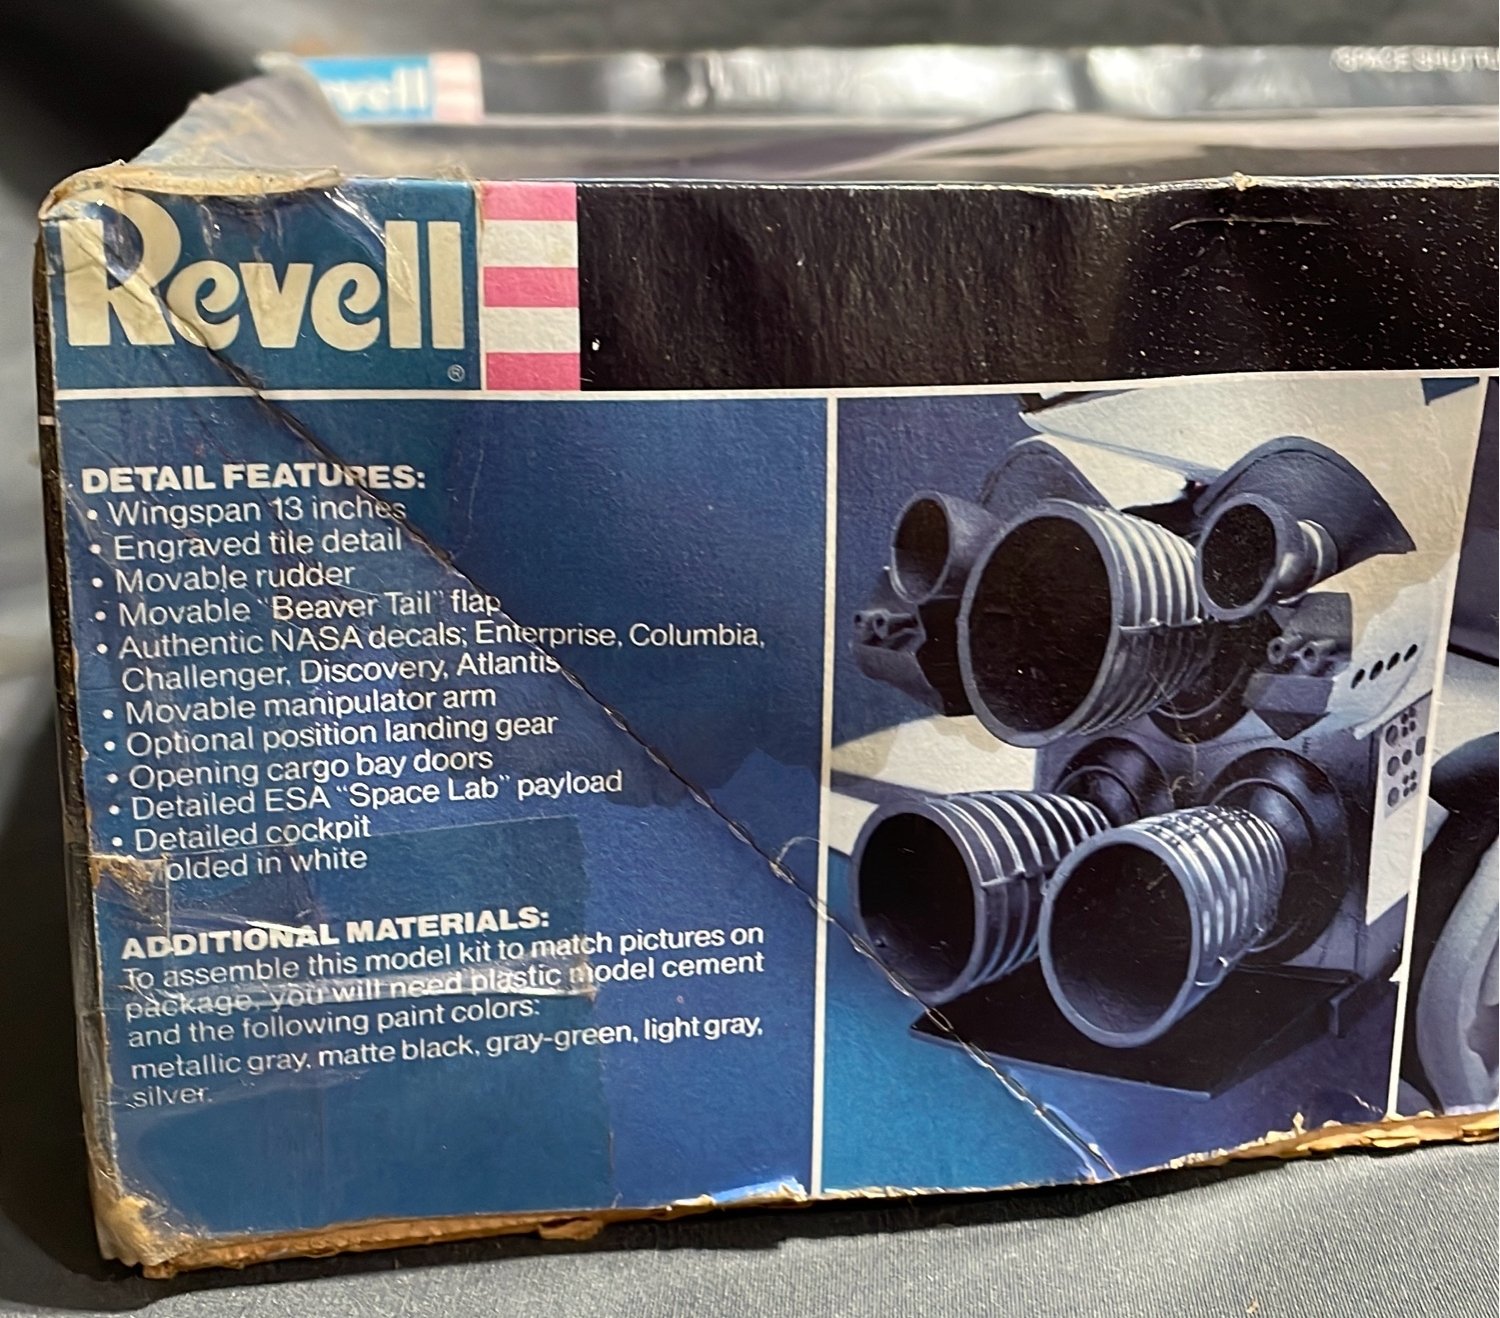 Revell
SPACE SHUTTL
Revell
®
DETAIL FEATURES:
• Wingspan 13 inches
• Engraved tile detail
• Movable rudder
• Movable "Beaver Tail" flap
• Authentic NASA decals; Enterprise, Columbia,
Challenger, Discovery, Atlantis
• Movable manipulator arm
• Optional position landing gear
• Opening cargo bay doors
• Detailed ESA "Space Lab" payload
• Detailed cockpit
olded in white
ADDITIONAL MATERIALS:
To assemble this model kit to match pictures on
package, you will need plastic model cement
and the following paint colors:
metallic gray, matte black, gray-green, light gray,
silver.